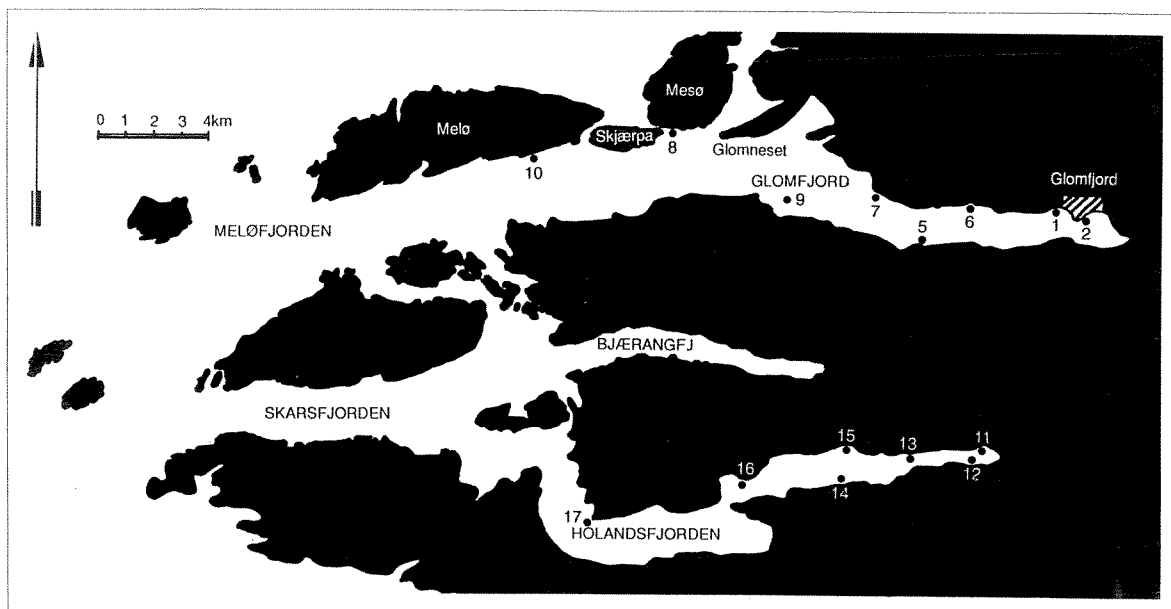 Mesø
0 1 2 3 4km
Melø
Skjærpa
8
Glomneset
10
GLOMFJORD
Glomfjord
9
7
6
1
2
5
MELØFJORDEN
BJÆRANGFJ
SKARSFJORDEN
15
13
11
12
16
14
17
HOLANDSFJORDEN